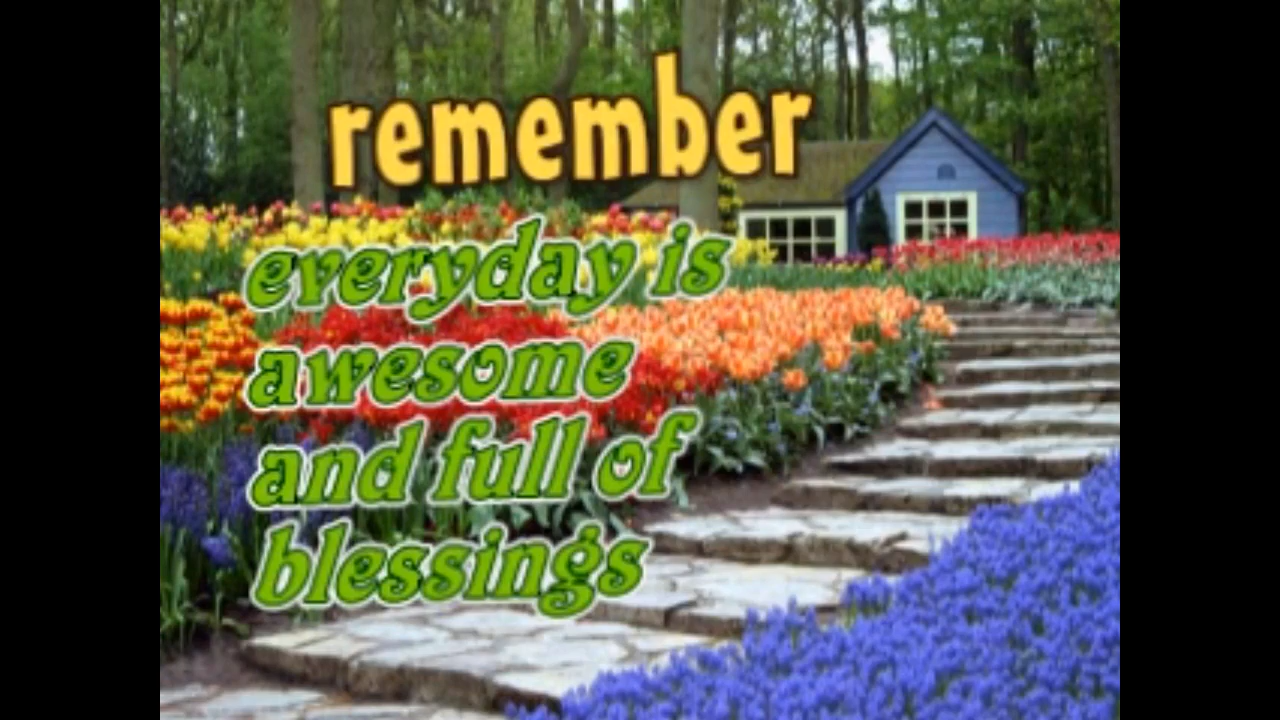 remember
everyday is
awesome
and full of
blessings